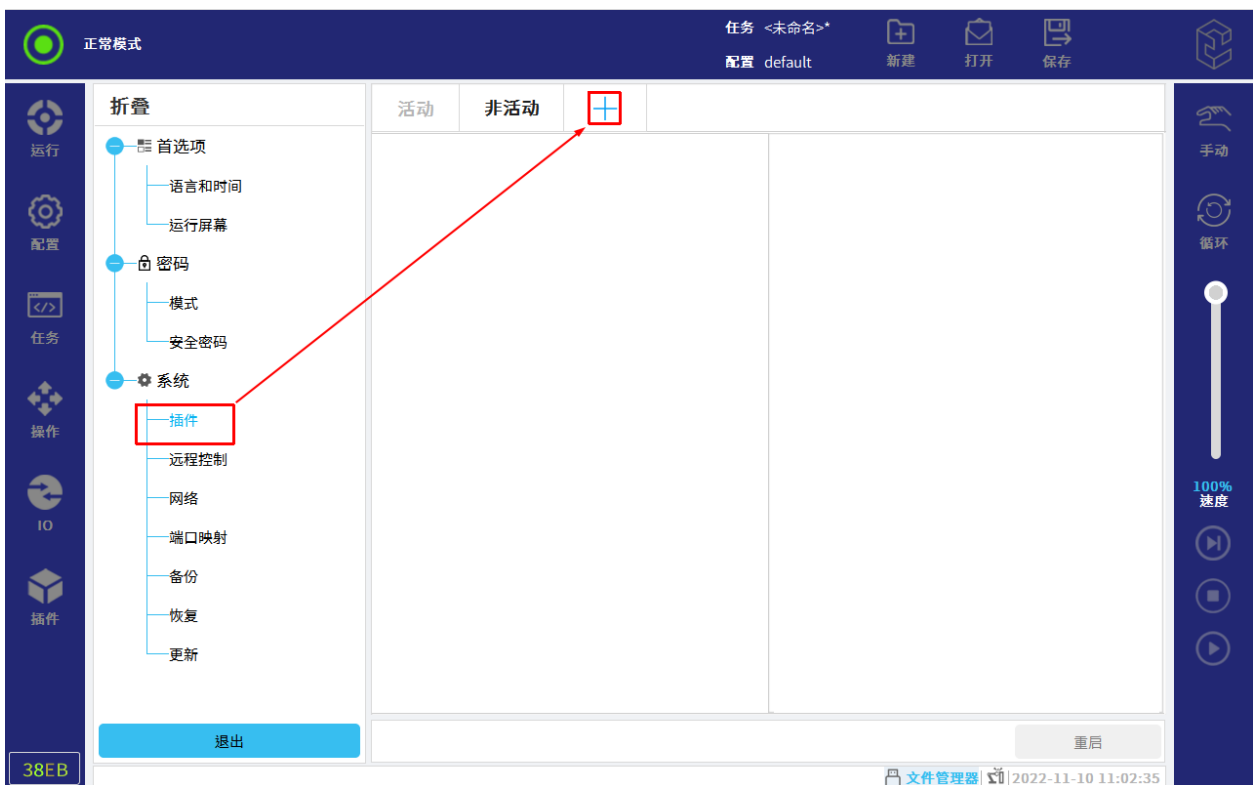 正常模式
任务 <未命名>*
配置 default
新建
打开
保存
运行
配置
任务
操作
IO
插件
38EB
折叠
首选项
语言和时间
运行屏幕
密码
模式
安全密码
系统
插件
远程控制
网络
端口映射
备份
恢复
更新
退出
活动 非活动
重启
文件管理器 2022-11-10 11:02:35
手动
循环
100%
速度